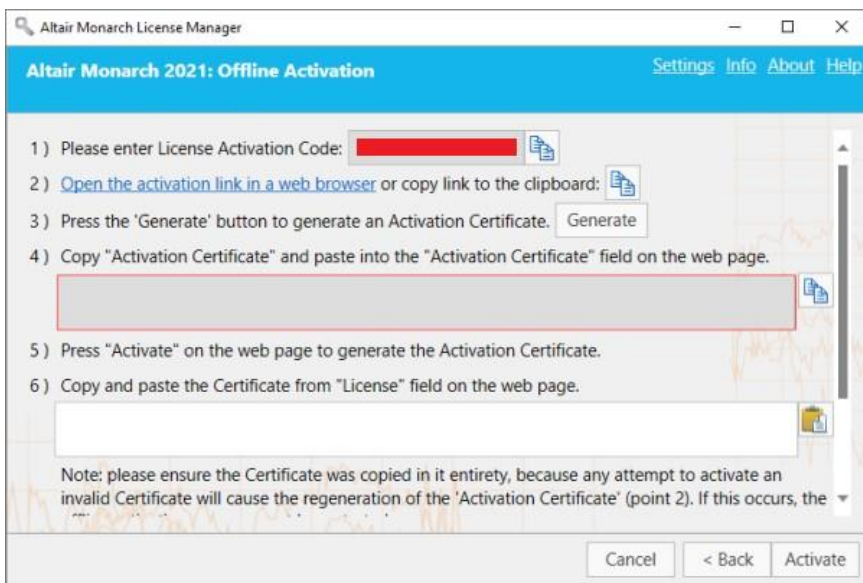 Altair Monarch License Manager
Altair Monarch 2021: Offline Activation
Settings Info About Help
1 ) Please enter License Activation Code:
2 ) Open the activation link in a web browser or copy link to the clipboard:
3 ) Press the 'Generate' button to generate an Activation Certificate. Generate
4 ) Copy "Activation Certificate" and paste into the "Activation Certificate" field on the web page.
5 ) Press "Activate" on the web page to generate the Activation Certificate.
6 ) Copy and paste the Certificate from "License" field on the web page.
Note: please ensure the Certificate was copied in it entirety, because any attempt to activate an
invalid Certificate will cause the regeneration of the 'Activation Certificate' (point 2). If this occurs, the
Cancel < Back Activate